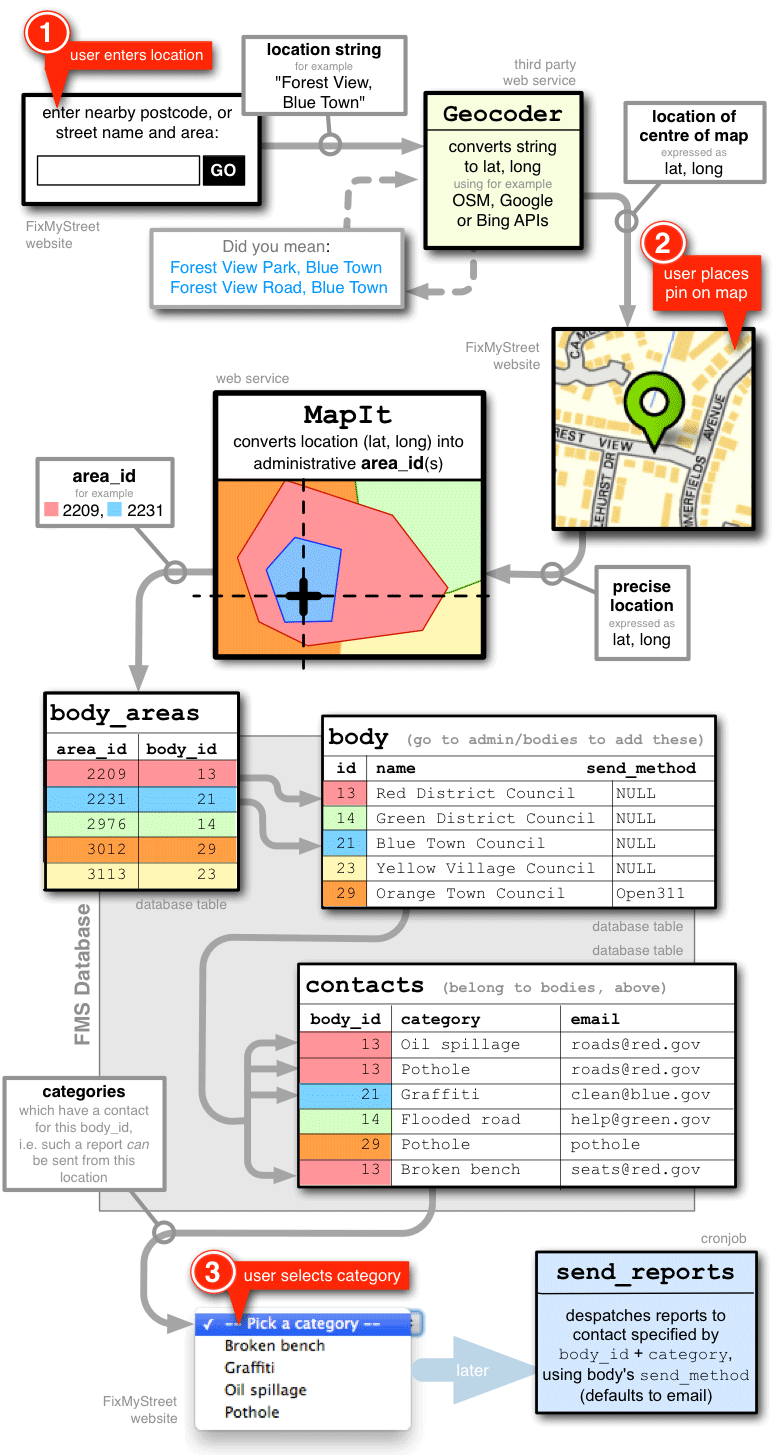 1
user enters location
location string
for example
"Forest View,
Blue Town"
third party
web service
enter nearby postcode, or
street name and area:
GO
FixMyStreet
website
Geocoder
converts string
to lat, long
using for example
OSM, Google
or Bing APIs
location of
centre of map
expressed as
lat, long
Did you mean:
Forest View Park, Blue Town
Forest View Road, Blue Town
2
user places
pin on map
FixMyStreet
website
REST VIEW
LEHURST DR
MMERFIELDS AVENUE
web service
MapIt
converts location (lat, long) into
administrative area_id(s)
area_id
for example
2209, 2231
precise
location
expressed as
lat, long
body_areas
area_id body_id
2209 13
2231 21
2976 14
3012 29
3113 23
database table
body (go to admin/bodies to add these)
id name send_method
13 Red District Council NULL
14 Green District Council NULL
21 Blue Town Council NULL
23 Yellow Village Council NULL
29 Orange Town Council Open311
database table
FMS Database
database table
contacts (belong to bodies, above)
body_id category email
13 Oil spillage roads@red.gov
13 Pothole roads@red.gov
21 Graffiti clean@blue.gov
14 Flooded road help@green.gov
29 Pothole pothole
13 Broken bench seats@red.gov
categories
which have a contact
for this body_id,
i.e. such a report can
be sent from this
location
3
user selects category
✓ -- Pick a category --
Broken bench
Graffiti
Oil spillage
Pothole
FixMyStreet
website
later
cronjob
send_reports
despatches reports to
contact specified by
body_id + category,
using body's send_method
(defaults to email)